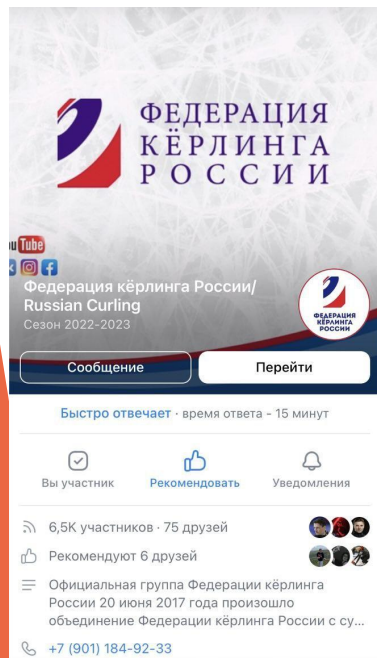 ФЕДЕРАЦИЯ
КЁРЛИНГА
РОССИИ
Tube
Федерация кёрлинга России/
Russian Curling
Сезон 2022-2023
ФЕДЕРАЦИЯ
КЁРЛИНГА
РОССИИ
Сообщение
Перейти
Быстро отвечает · время ответа - 15 минут
Вы участник
Рекомендовать
Уведомления
6,5K участников · 75 друзей
Рекомендуют 6 друзей
Официальная группа Федерации кёрлинга
России 20 июня 2017 года произошло
объединение Федерации кёрлинга России с су...
+7 (901) 184-92-33